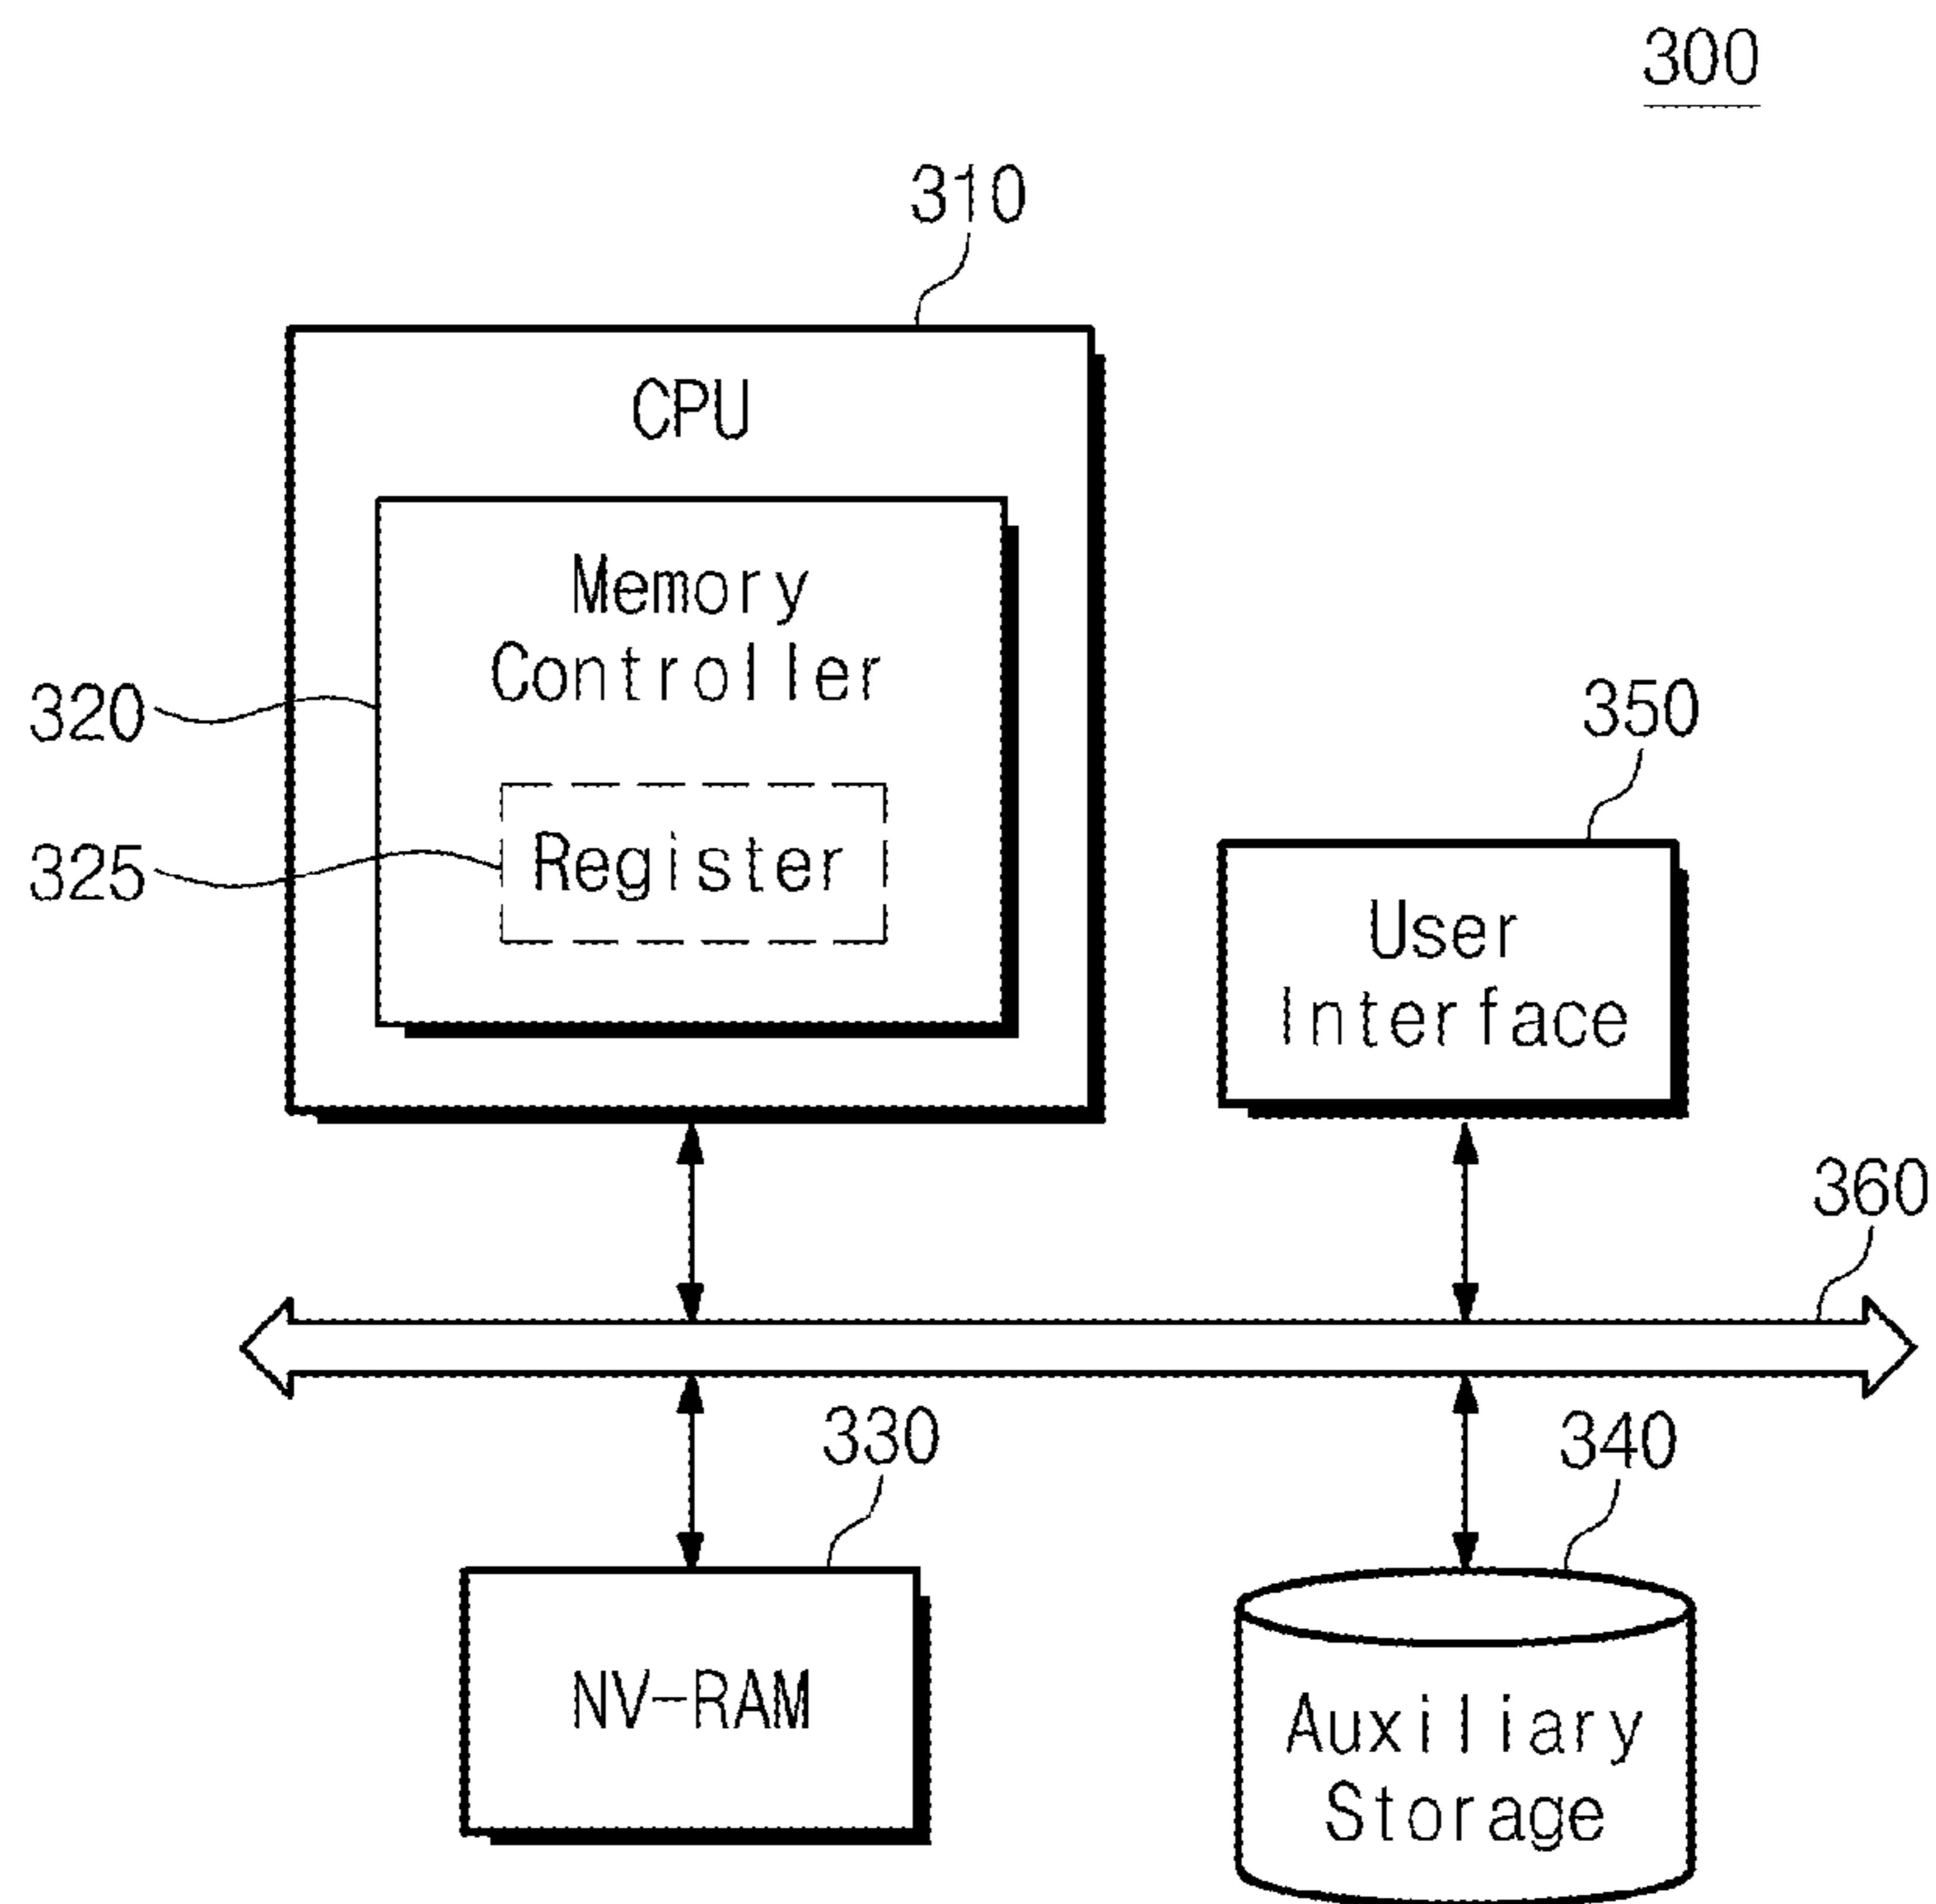 300
310
CPU
Memory
Controller
320
350
325
Register
User
Interface
360
330
340
NV-RAM
Auxiliary
Storage